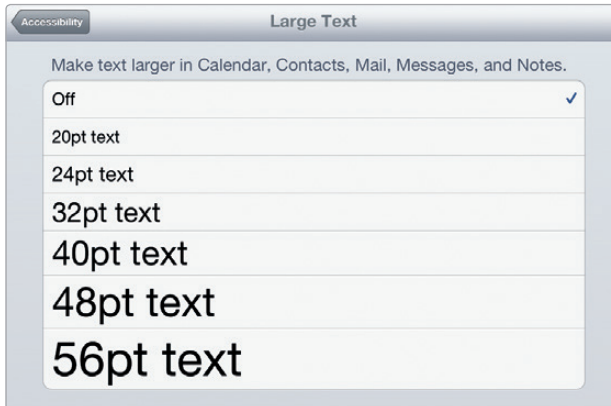 Accessibility
Large Text
Make text larger in Calendar, Contacts, Mail, Messages, and Notes.
Off
20pt text
24pt text
32pt text
40pt text
48pt text
56pt text